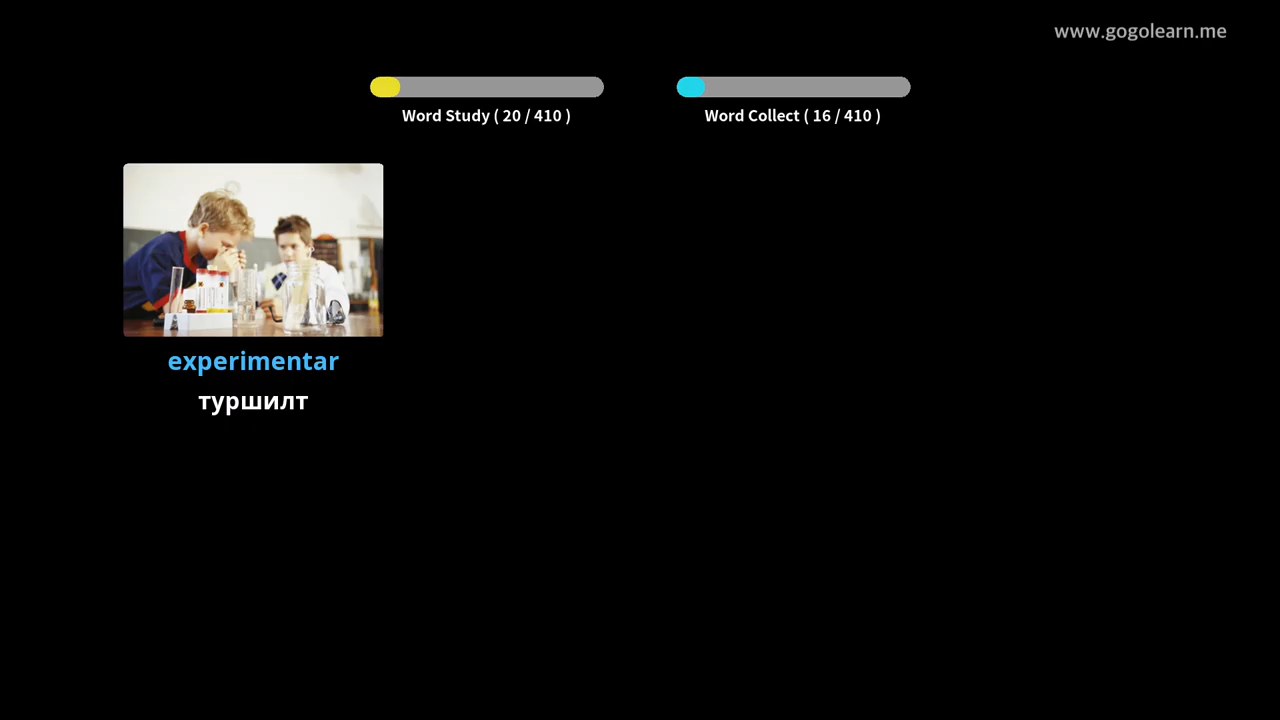 www.gogolearn.me
Word Study ( 20 / 410 )
Word Collect ( 16 / 410 )
experimentar
туршилт